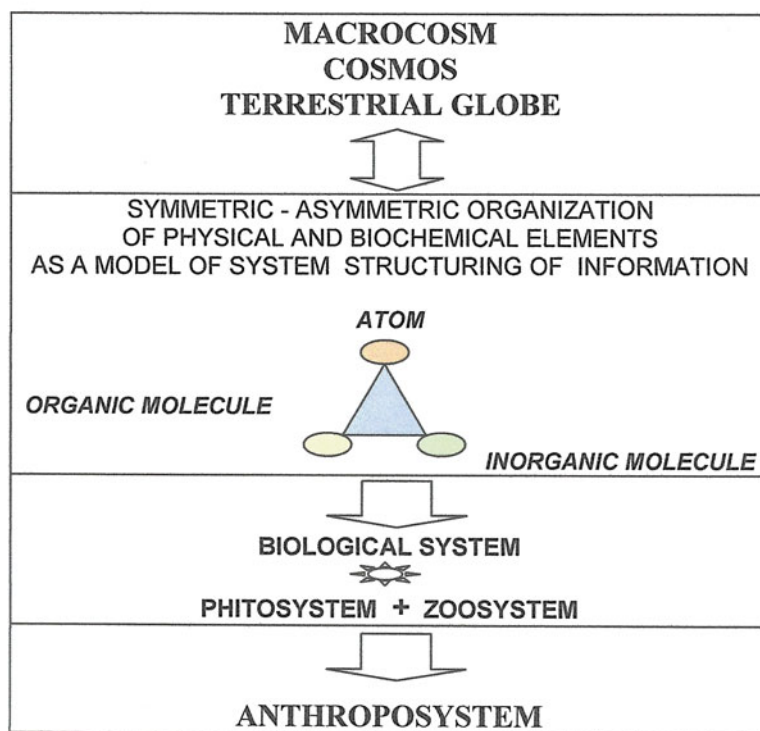 MACROCOSM
COSMOS
TERRESTRIAL GLOBE
SYMMETRIC - ASYMMETRIC ORGANIZATION
OF PHYSICAL AND BIOCHEMICAL ELEMENTS
AS A MODEL OF SYSTEM STRUCTURING OF INFORMATION
ATOM
ORGANIC MOLECULE
INORGANIC MOLECULE
BIOLOGICAL SYSTEM
PHITOSYSTEM + ZOOSYSTEM
ANTHROPOSYSTEM